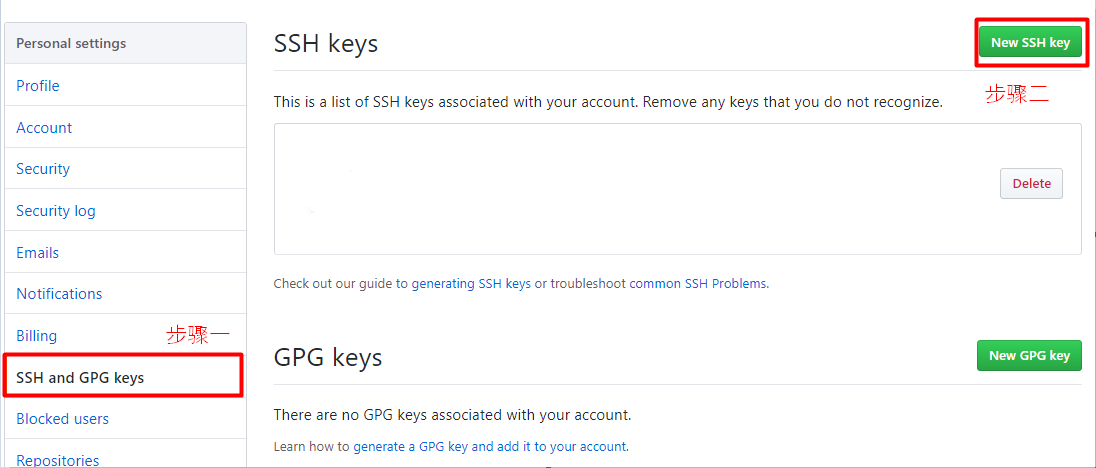 Personal settings
Profile
Account
Security
Security log
Emails
Notifications
Billing
步骤一
SSH and GPG keys
Blocked users
Repositories
SSH keys
New SSH key
步骤二
This is a list of SSH keys associated with your account. Remove any keys that you do not recognize.
Delete
Check out our guide to generating SSH keys or troubleshoot common SSH Problems.
GPG keys
New GPG key
There are no GPG keys associated with your account.
Learn how to generate a GPG key and add it to your account.